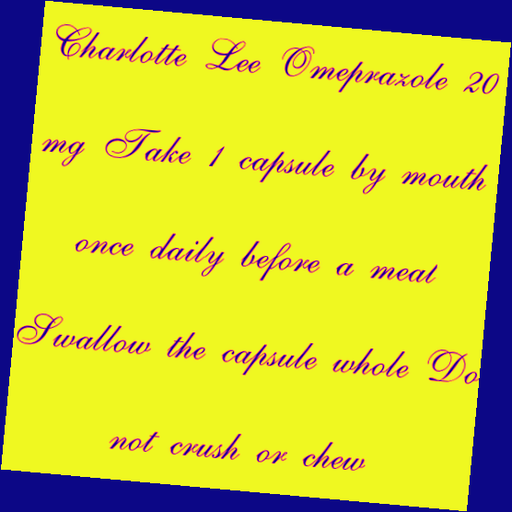 Charlotte Lee Omeprazole 20
mg Take 1 capsule by mouth
once daily before a meal
Swallow the capsule whole Do
not crush or chew